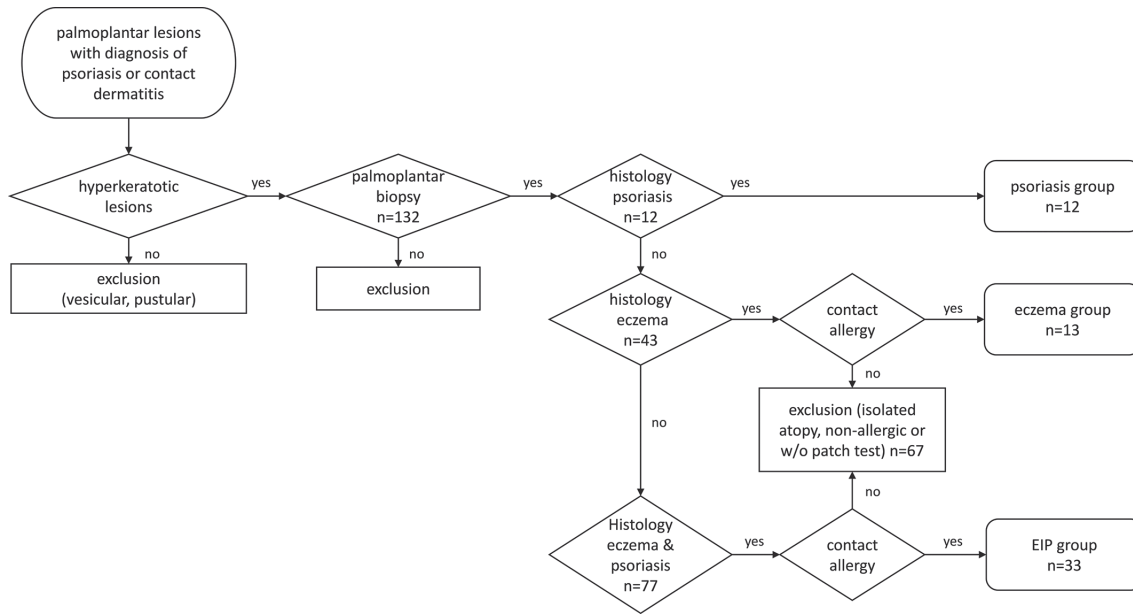 palmoplantar lesions
with diagnosis of
psoriasis or contact
dermatitis
hyperkeratotic
lesions
yes
no
exclusion
(vesicular, pustular)
palmoplantar
biopsy
n=132
yes
no
exclusion
histology
psoriasis
n=12
yes
no
psoriasis group
n=12
histology
eczema
n=43
yes
no
contact
allergy
yes
no
eczema group
n=13
exclusion (isolated
atopy, non-allergic or
w/o patch test) n=67
no
Histology
eczema &
psoriasis
n=77
yes
contact
allergy
yes
EIP group
n=33